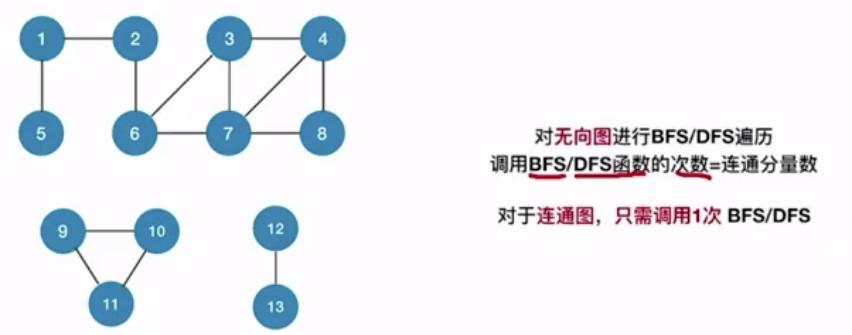 1 2 3 4
5 6 7 8
对无向图进行BFS/DFS遍历
调用BFS/DFS函数的次数=连通分量数
对于连通图，只需调用1次 BFS/DFS
9 10 12
11 13